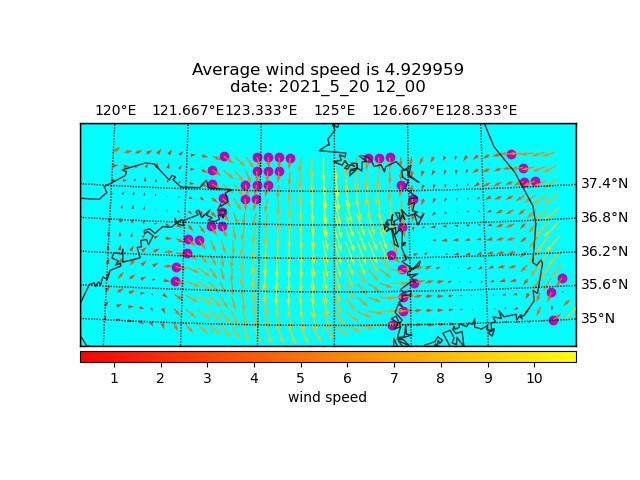 Average wind speed is 4.929959
date: 2021_5_20 12_00
120°E 121.667°E 123.333°E 125°E 126.667°E 128.333°E
37.4°N
36.8°N
36.2°N
35.6°N
35°N
1 2 3 4 5 6 7 8 9 10
wind speed